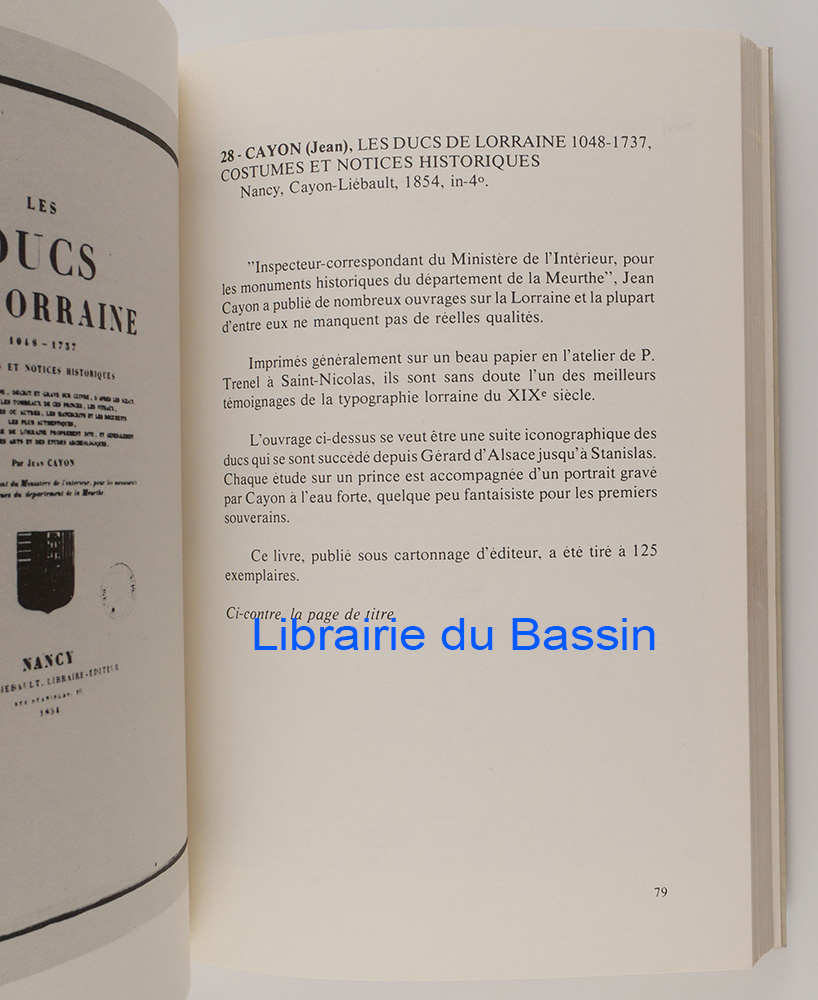 LES
DUCS
ORRAINE
1048-1737
ET NOTICES HISTORIQUES
Par JEAN CAYON
NANCY
LIBRAIRE-ÉDITEUR
1854
28 - CAYON (Jean), LES DUCS DE LORRAINE 1048-1737,
COSTUMES ET NOTICES HISTORIQUES
Nancy, Cayon-Liébault, 1854, in-4º.
"Inspecteur-correspondant du Ministère de l'Intérieur, pour
les monuments historiques du département de la Meurthe", Jean
Cayon a publié de nombreux ouvrages sur la Lorraine et la plupart
d'entre eux ne manquent pas de réelles qualités.
Imprimés généralement sur un beau papier en l'atelier de P.
Trenel à Saint-Nicolas, ils sont sans doute l'un des meilleurs
témoignages de la typographie lorraine du XIXe siècle.
L'ouvrage ci-dessus se veut être une suite iconographique des
ducs qui se sont succédé depuis Gérard d'Alsace jusqu'à Stanislas.
Chaque étude sur un prince est accompagnée d'un portrait gravé
par Cayon à l'eau forte, quelque peu fantaisiste pour les premiers
souverains.
Ce livre, publié sous cartonnage d'éditeur, a été tiré à 125
exemplaires.
Ci-contre, la page de titre
Librairie du Bassin
79